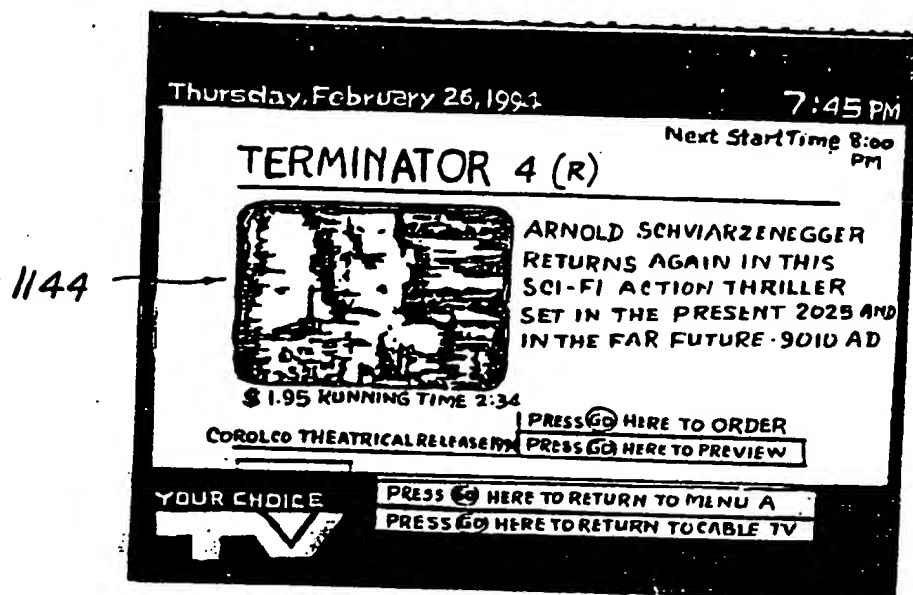 Thursday, February 26, 1992
7:45 PM
Next Start Time 8:00
PM
TERMINATOR 4 (R)
1144
ARNOLD SCHVIARZENEGGER
RETURNS AGAIN IN THIS
SCI-FI ACTION THRILLER
SET IN THE PRESENT 2025 AND
IN THE FAR FUTURE · 9010 AD
$ 1.95 RUNNING TIME 2:34
PRESS GO HERE TO ORDER
COROLCO THEATRICAL RELEASE
PRESS GO HERE TO PREVIEW
YOUR CHOICE
TV
PRESS GO HERE TO RETURN TO MENU A
PRESS GO HERE TO RETURN TO CABLE TV